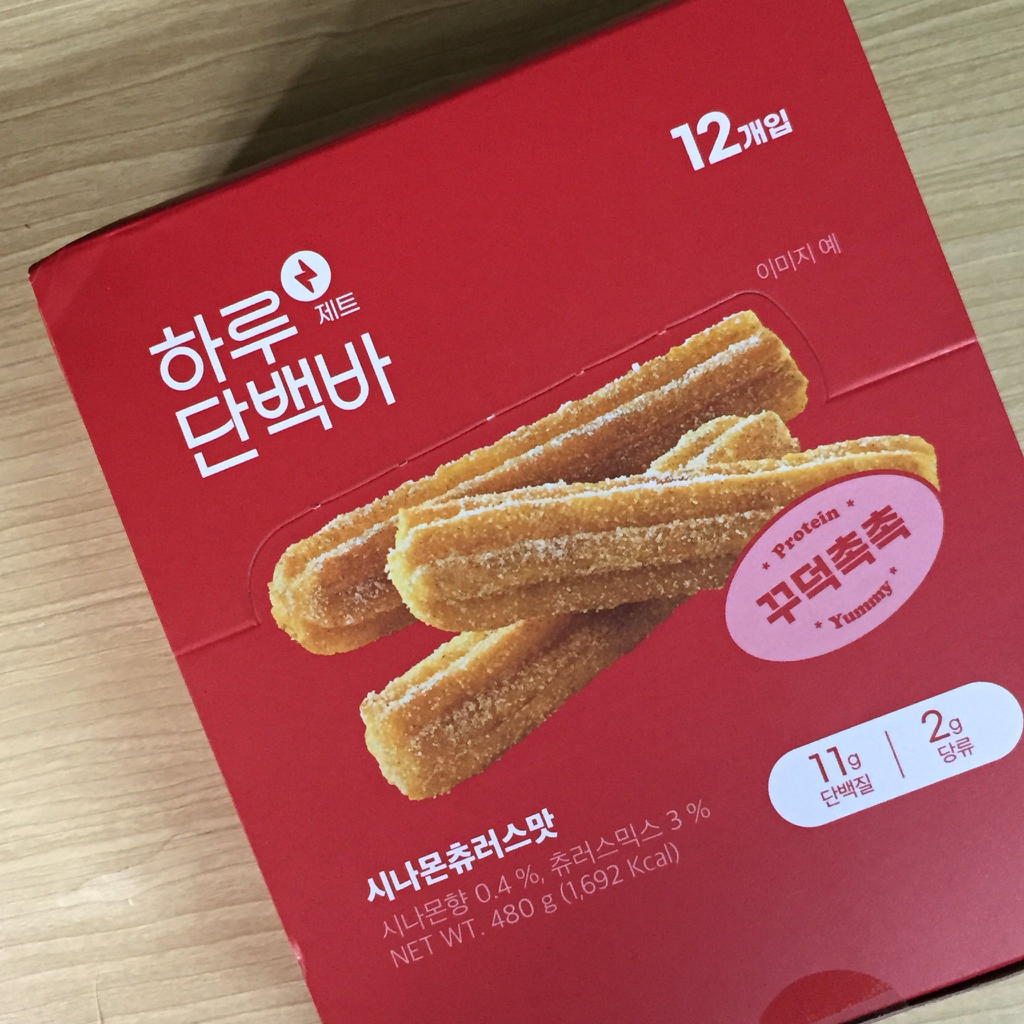 12개입
이미지 예
하루
제트
단백바
* Protein *
꾸덕촉촉
* Yummy *
11g | 2g
단백질 당류
시나몬츄러스맛
시나몬향 0.4 %, 츄러스믹스 3 %
NET WT. 480 g (1,692 Kcal)